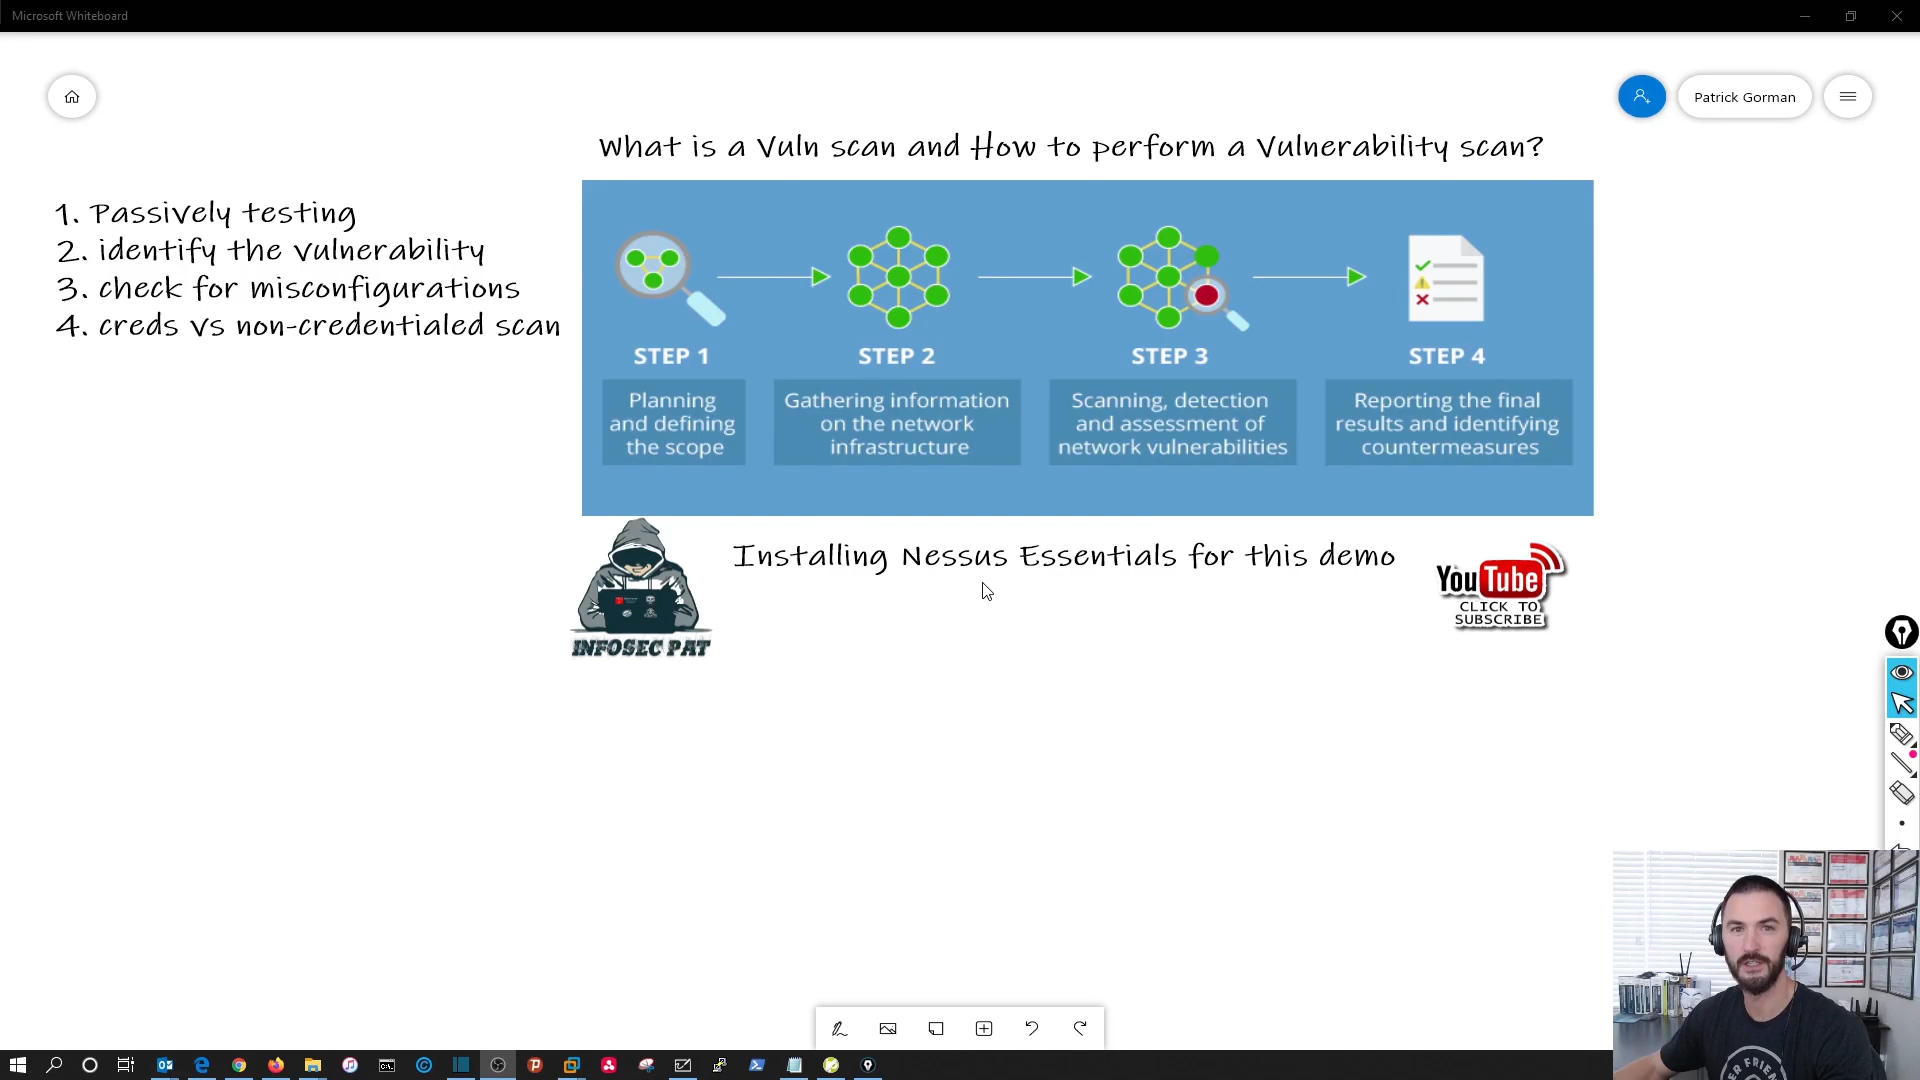 Microsoft Whiteboard
Patrick Gorman
What is a Vuln scan and How to perform a Vulnerability scan?
1. Passively testing
2. identify the vulnerability
3. check for misconfigurations
4. creds vs non-credentialed scan
STEP 1
Planning
and defining
the scope
STEP 2
Gathering information
on the network
infrastructure
STEP 3
Scanning, detection
and assessment of
network vulnerabilities
STEP 4
Reporting the final
results and identifying
countermeasures
INFOSEC PAT
Installing Nessus Essentials for this demo
YouTube
CLICK TO
SUBSCRIBE